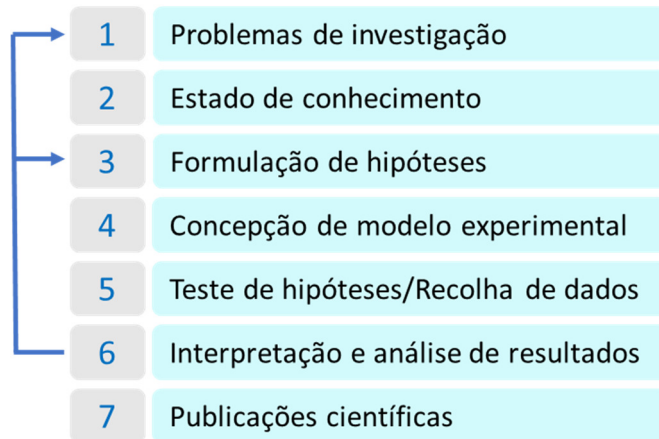 1 Problemas de investigação
2 Estado de conhecimento
3 Formulação de hipóteses
4 Concepção de modelo experimental
5 Teste de hipóteses/Recolha de dados
6 Interpretação e análise de resultados
7 Publicações científicas